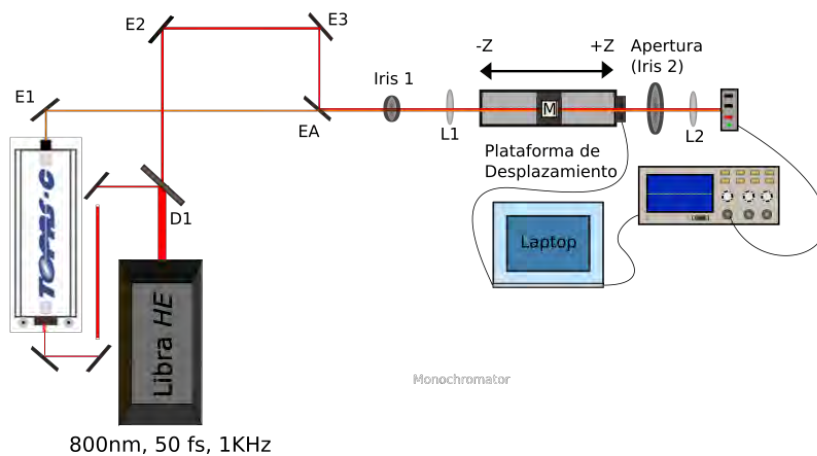 E2
E3
-Z
+Z
Apertura
(Iris 2)
Iris 1
E1
EA
L1
M
L2
Plataforma de
Desplazamiento
D1
TOPAS-C
Laptop
Libra HE
Monochromator
800nm, 50 fs, 1KHz